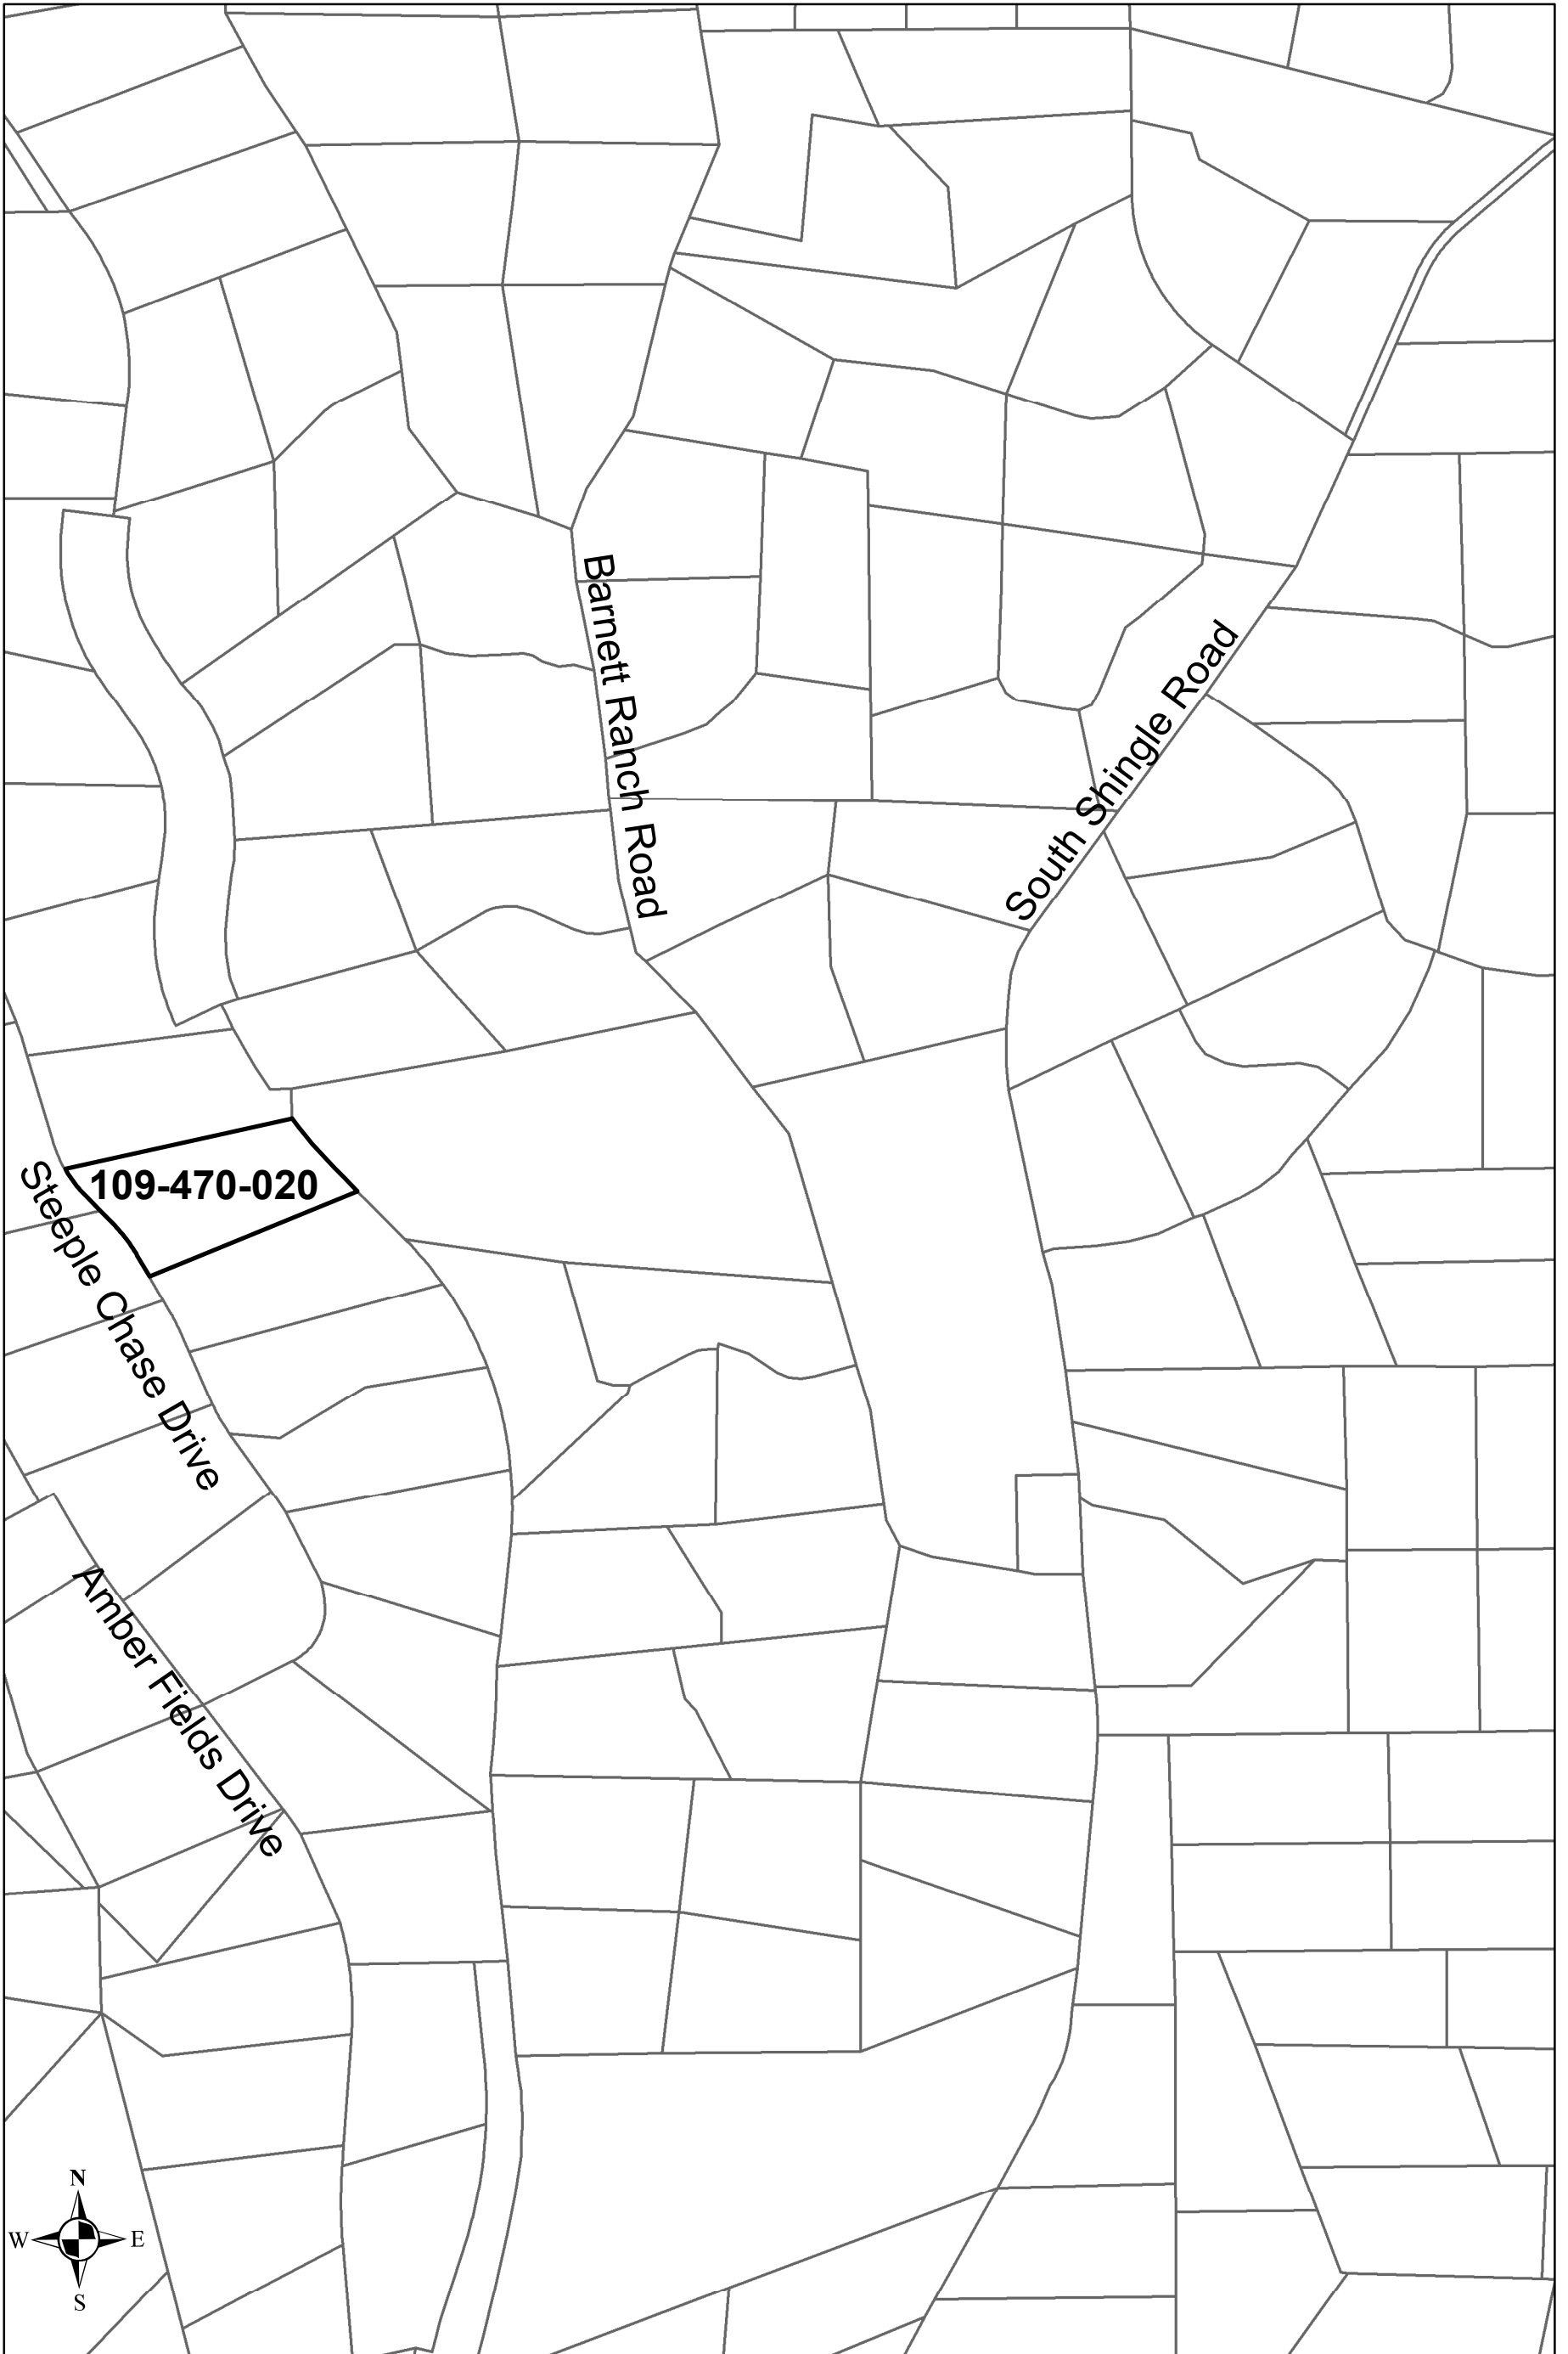 Barnett Ranch Road
South Shingle Road
109-470-020
Steeple Chase Drive
Amber Fields Drive
N
W E
S